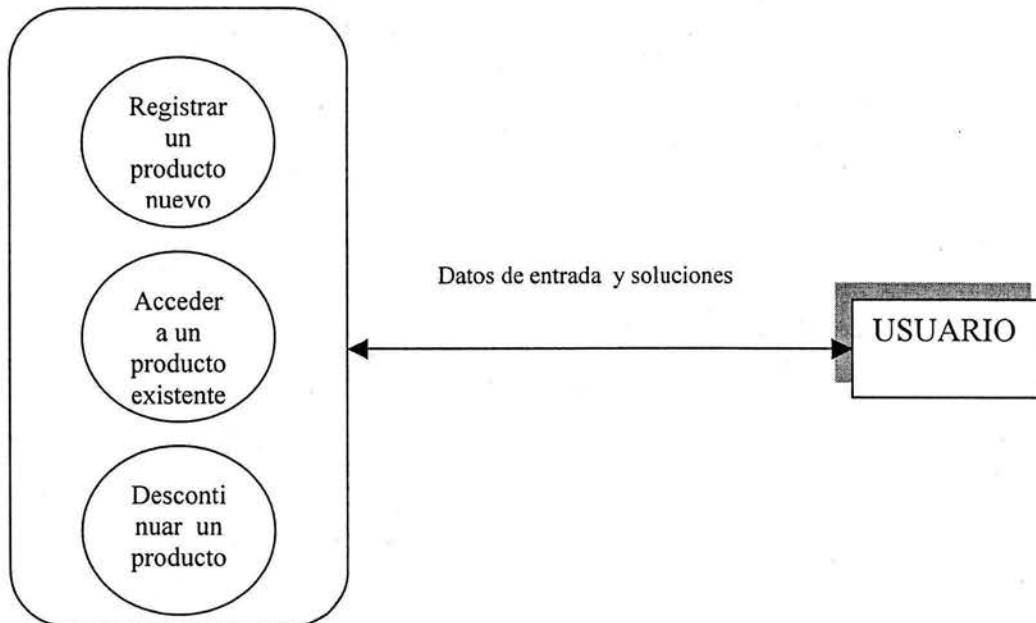 Registrar
un
producto
nuevo
Acceder
a un
producto
existente
Desconti
nuar un
producto
Datos de entrada y soluciones
USUARIO